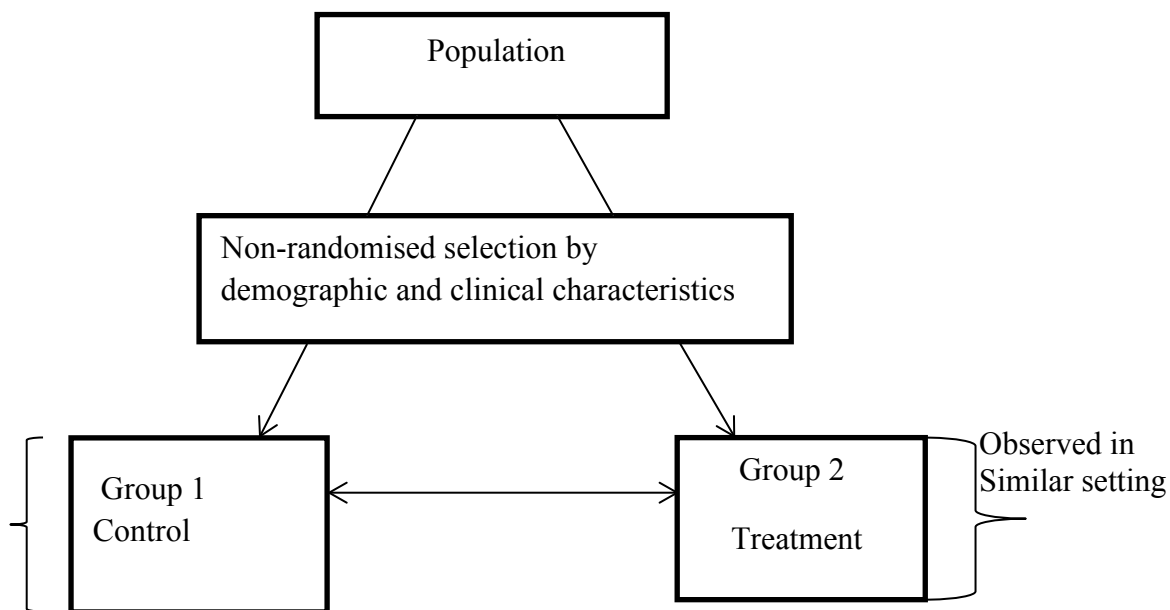 Population
Non-randomised selection by
demographic and clinical characteristics
Group 1
Control
Group 2
Treatment
Observed in
Similar setting